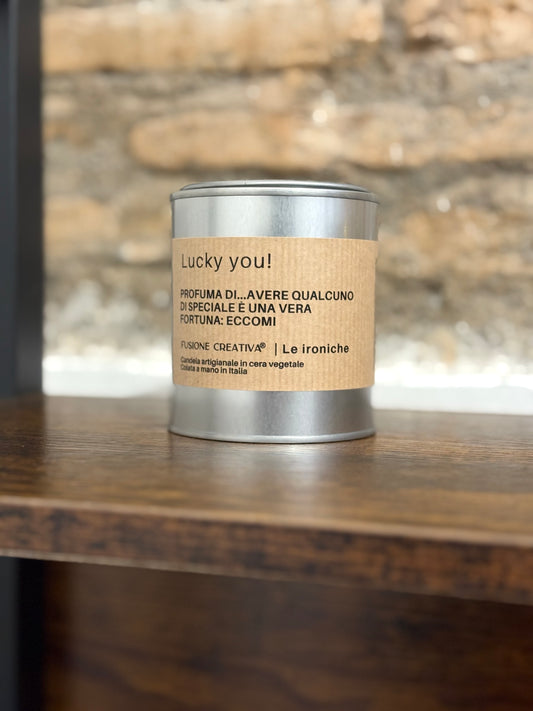 Lucky you!
PROFUMA DI...AVERE QUALCUNO
DI SPECIALE È UNA VERA
FORTUNA: ECCOMI
FUSIONE CREATIVA® | Le ironiche
Candela artigianale in cera vegetale
Colata a mano in Italia